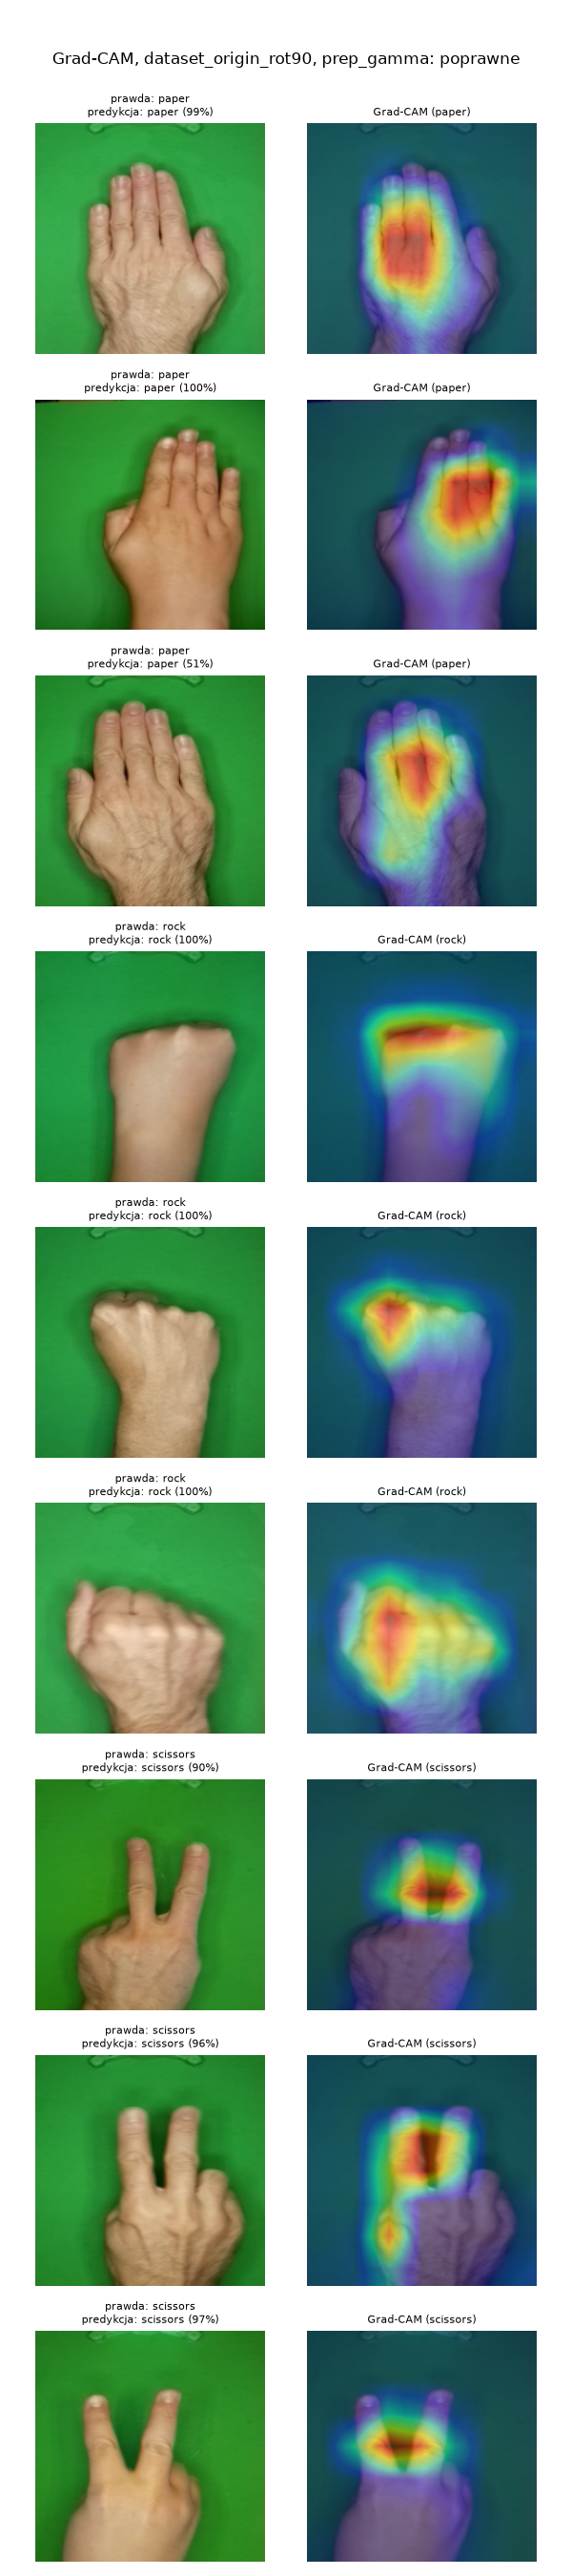 Grad-CAM, dataset_origin_rot90, prep_gamma: poprawne
prawda: paper
predykcja: paper (99%)
Grad-CAM (paper)
prawda: paper
predykcja: paper (100%)
Grad-CAM (paper)
prawda: paper
predykcja: paper (51%)
Grad-CAM (paper)
prawda: rock
predykcja: rock (100%)
Grad-CAM (rock)
prawda: rock
predykcja: rock (100%)
Grad-CAM (rock)
prawda: rock
predykcja: rock (100%)
Grad-CAM (rock)
prawda: scissors
predykcja: scissors (90%)
Grad-CAM (scissors)
prawda: scissors
predykcja: scissors (96%)
Grad-CAM (scissors)
prawda: scissors
predykcja: scissors (97%)
Grad-CAM (scissors)